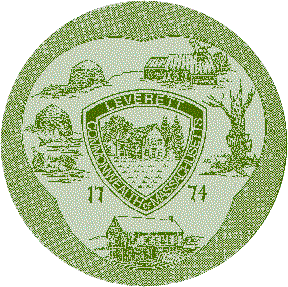 LEVERETT
COMMONWEALTH OF MASSACHUSETTS
17 74